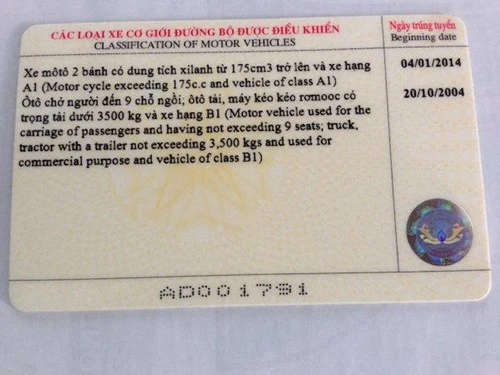 CÁC LOẠI XE CƠ GIỚI ĐƯỜNG BỘ ĐƯỢC ĐIỀU KHIỂN
CLASSIFICATION OF MOTOR VEHICLES
Ngày trúng tuyển
Beginning date
Xe môtô 2 bánh có dung tích xilanh từ 175cm3 trở lên và xe hạng
A1 (Motor cycle exceeding 175c.c and vehicle of class A1)
04/01/2014
Ôtô chở người đến 9 chỗ ngồi; ôtô tải, máy kéo kéo rơmooc có
trọng tải dưới 3500 kg và xe hạng B1 (Motor vehicle used for the
carriage of passengers and having not exceeding 9 seats; truck,
tractor with a trailer not exceeding 3,500 kgs and used for
commercial purpose and vehicle of class B1)
20/10/2004
AD001791